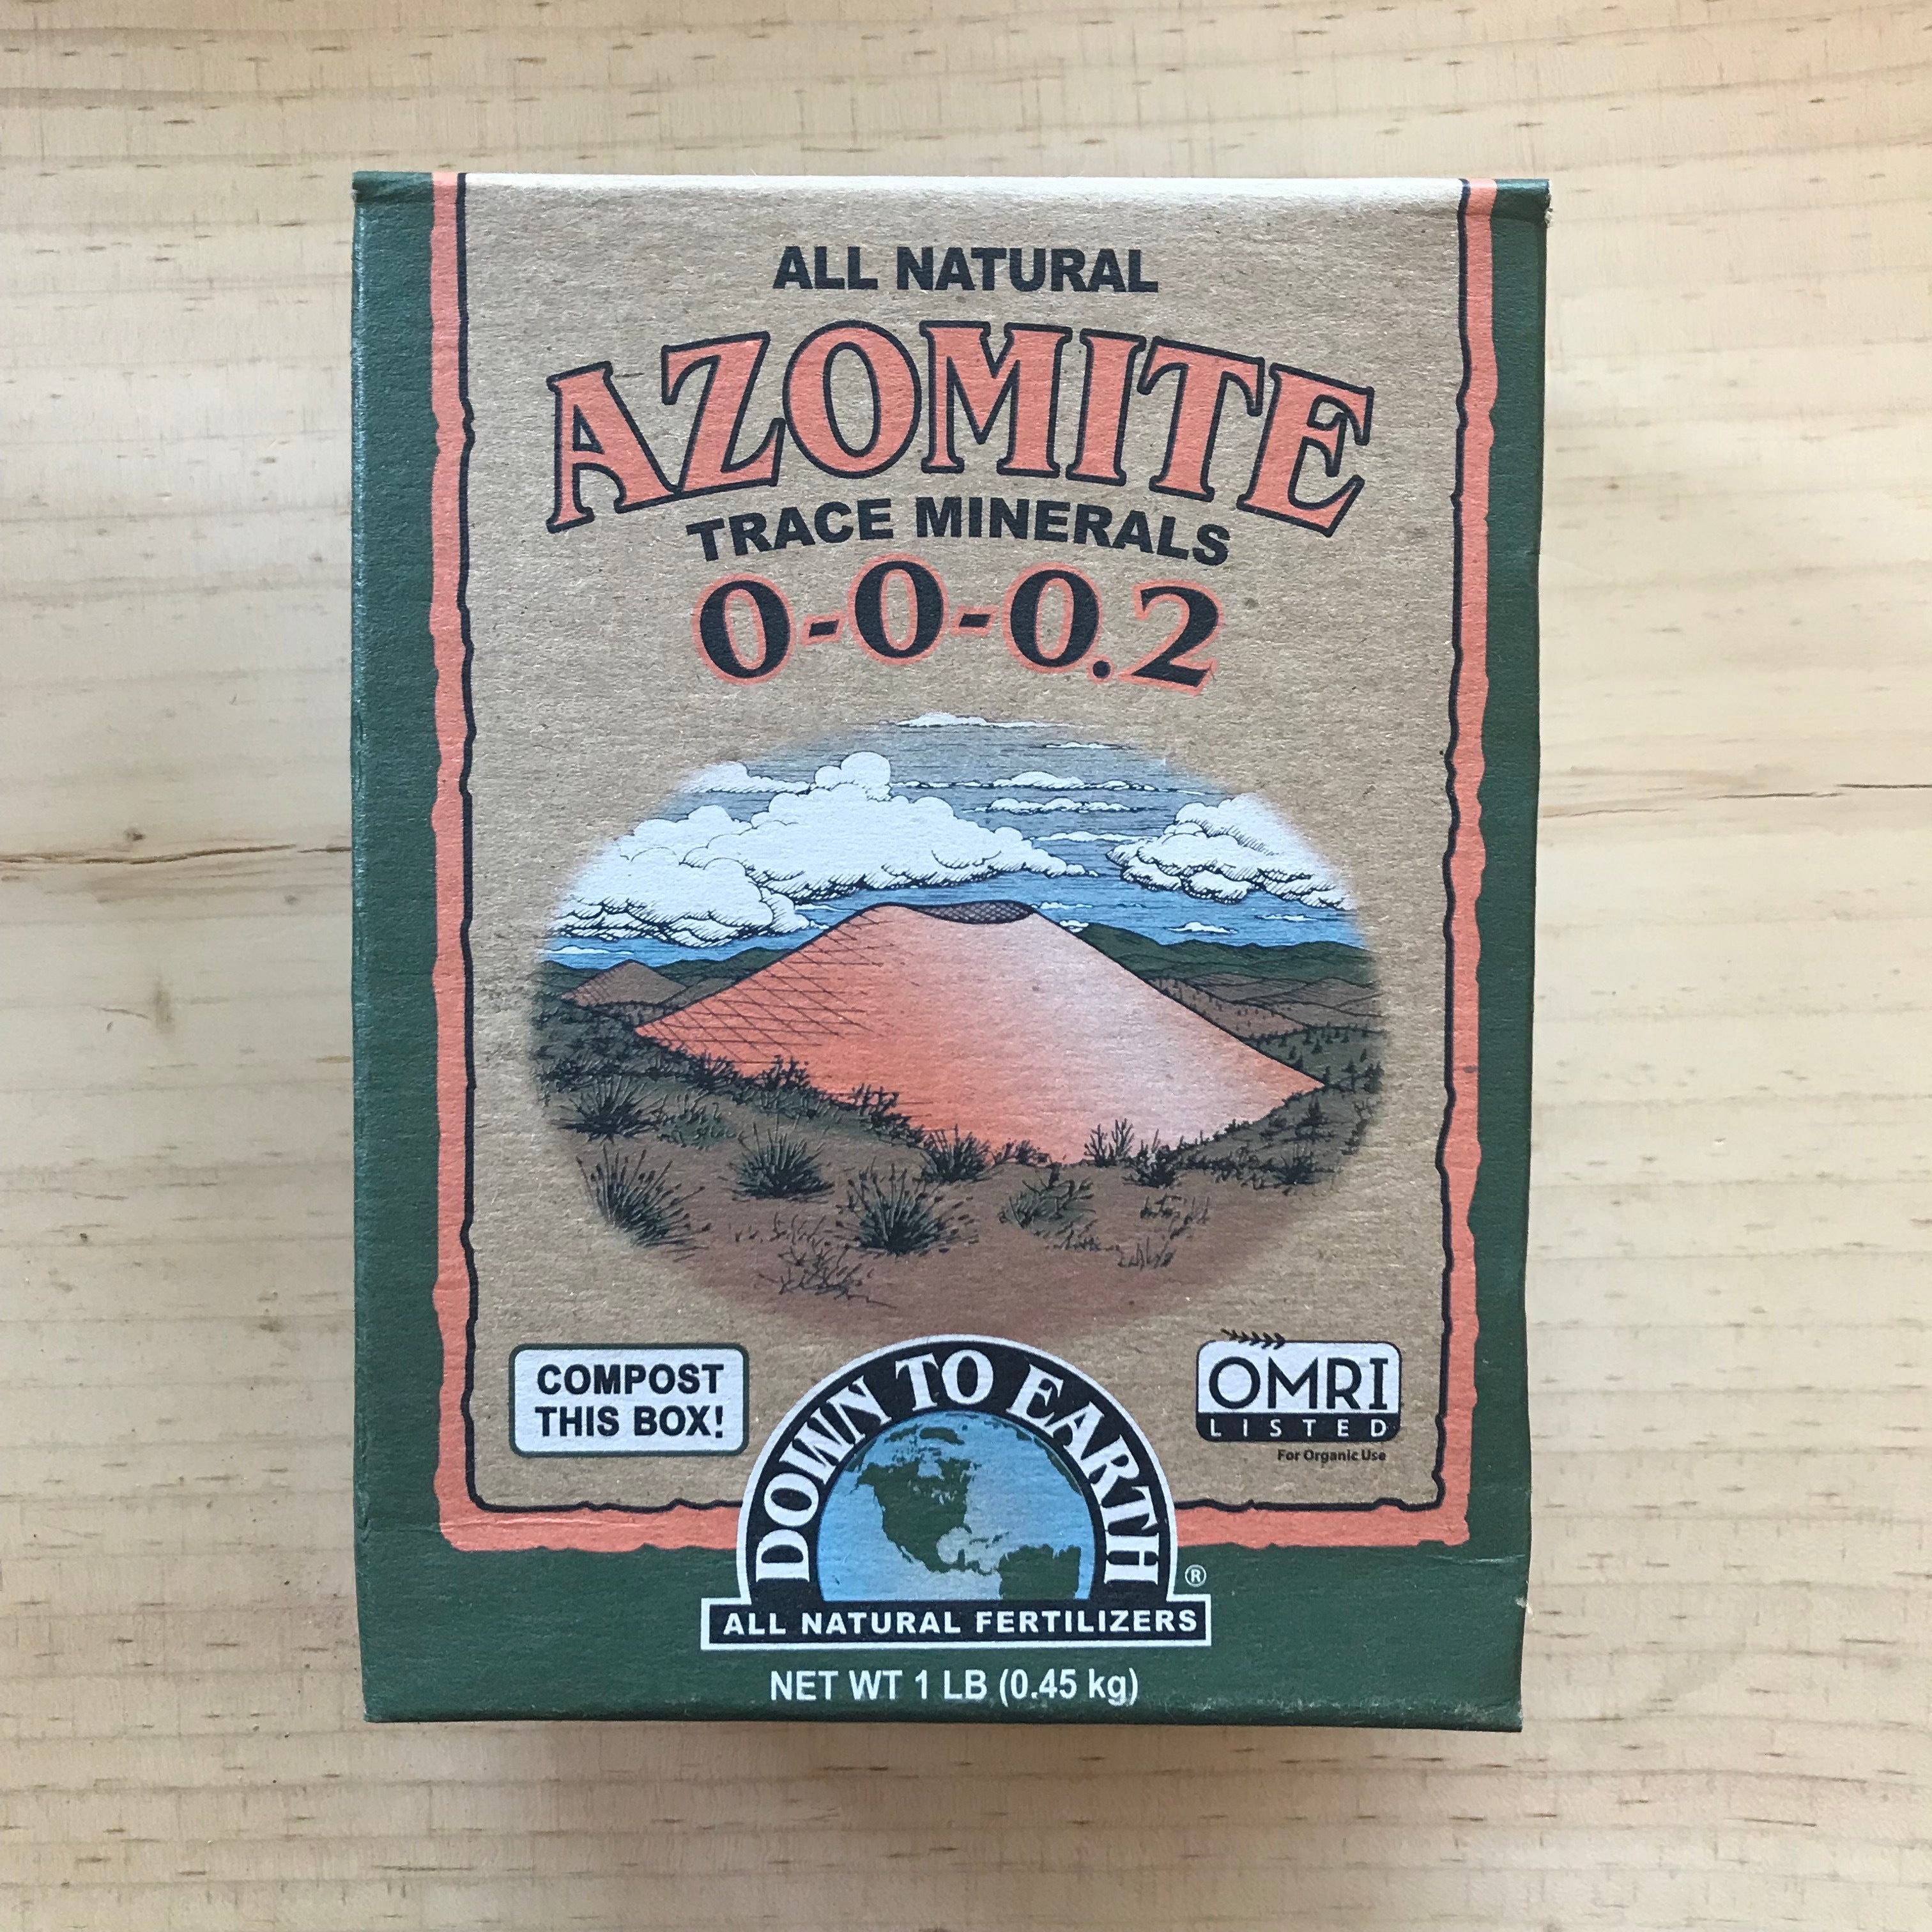 ALL NATURAL
AZOMITE
TRACE MINERALS
0-0-0.2
COMPOST
THIS BOX!
DOWN TO EARTH
®
ALL NATURAL FERTILIZERS
OMRI
LISTED
For Organic Use
NET WT 1 LB (0.45 kg)